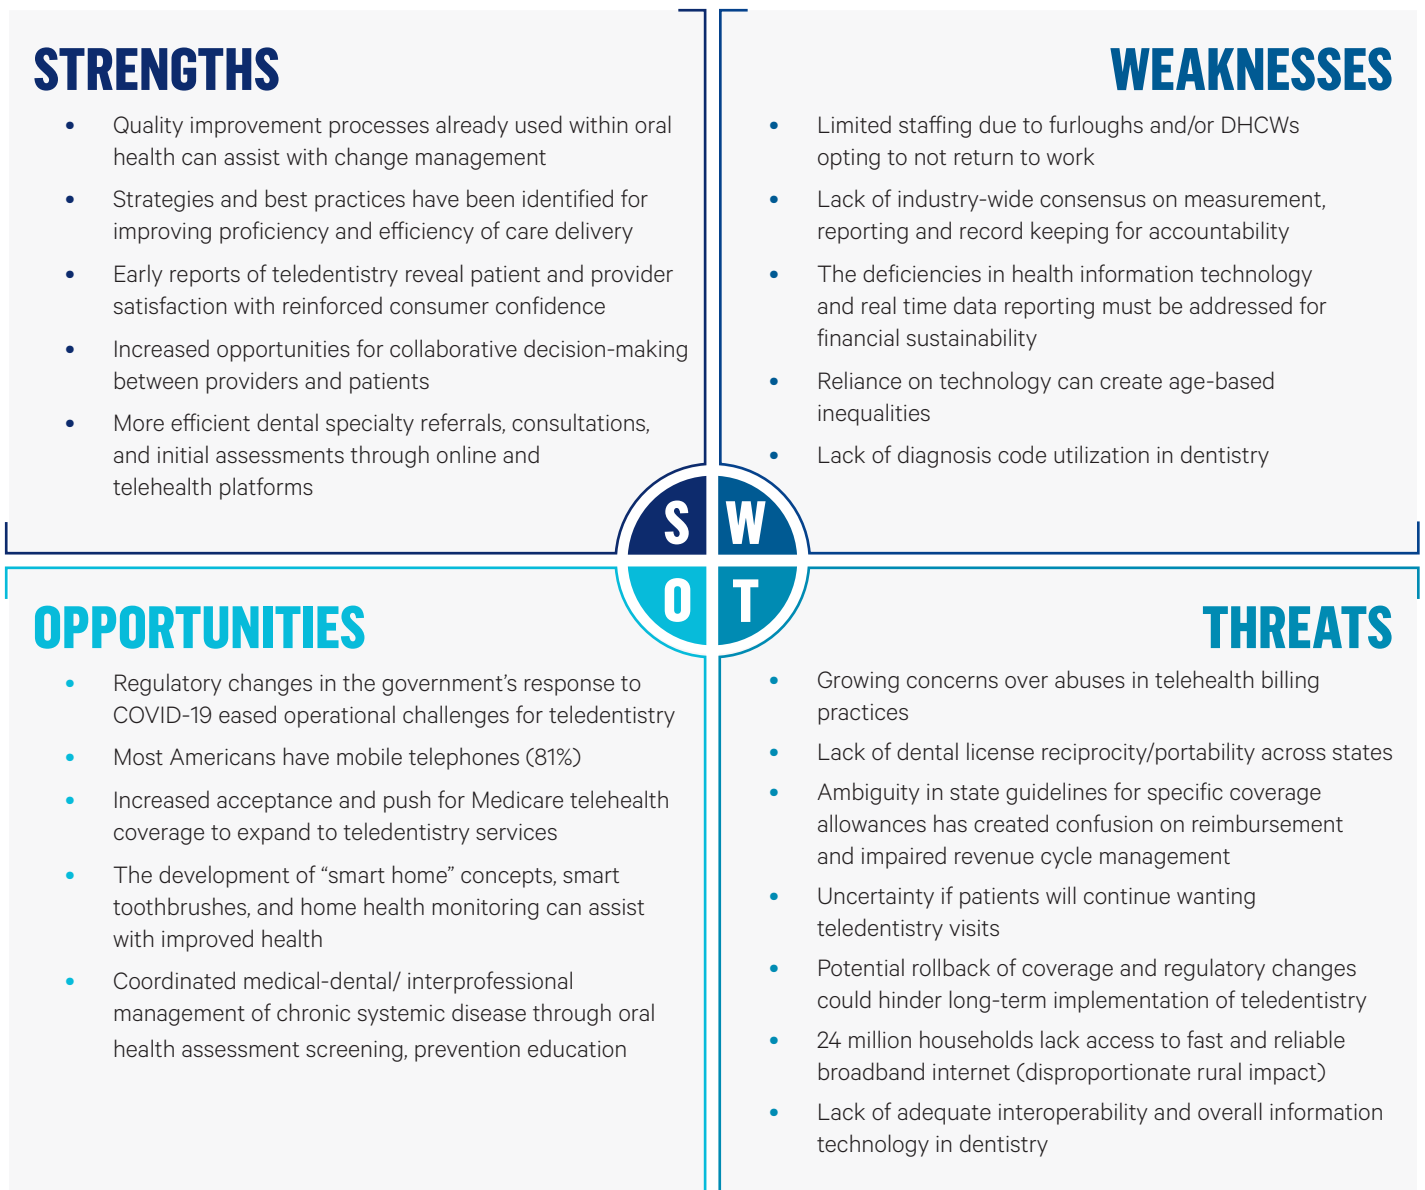 STRENGTHS
• Quality improvement processes already used within oral
health can assist with change management
• Strategies and best practices have been identified for
improving proficiency and efficiency of care delivery
• Early reports of teledentistry reveal patient and provider
satisfaction with reinforced consumer confidence
• Increased opportunities for collaborative decision-making
between providers and patients
• More efficient dental specialty referrals, consultations,
and initial assessments through online and
telehealth platforms
WEAKNESSES
• Limited staffing due to furloughs and/or DHCWs
opting to not return to work
• Lack of industry-wide consensus on measurement,
reporting and record keeping for accountability
• The deficiencies in health information technology
and real time data reporting must be addressed for
financial sustainability
• Reliance on technology can create age-based
inequalities
• Lack of diagnosis code utilization in dentistry
S W
O T
OPPORTUNITIES
• Regulatory changes in the government’s response to
COVID-19 eased operational challenges for teledentistry
• Most Americans have mobile telephones (81%)
• Increased acceptance and push for Medicare telehealth
coverage to expand to teledentistry services
• The development of “smart home” concepts, smart
toothbrushes, and home health monitoring can assist
with improved health
• Coordinated medical-dental/ interprofessional
management of chronic systemic disease through oral
health assessment screening, prevention education
THREATS
• Growing concerns over abuses in telehealth billing
practices
• Lack of dental license reciprocity/portability across states
• Ambiguity in state guidelines for specific coverage
allowances has created confusion on reimbursement
and impaired revenue cycle management
• Uncertainty if patients will continue wanting
teledentistry visits
• Potential rollback of coverage and regulatory changes
could hinder long-term implementation of teledentistry
• 24 million households lack access to fast and reliable
broadband internet (disproportionate rural impact)
• Lack of adequate interoperability and overall information
technology in dentistry